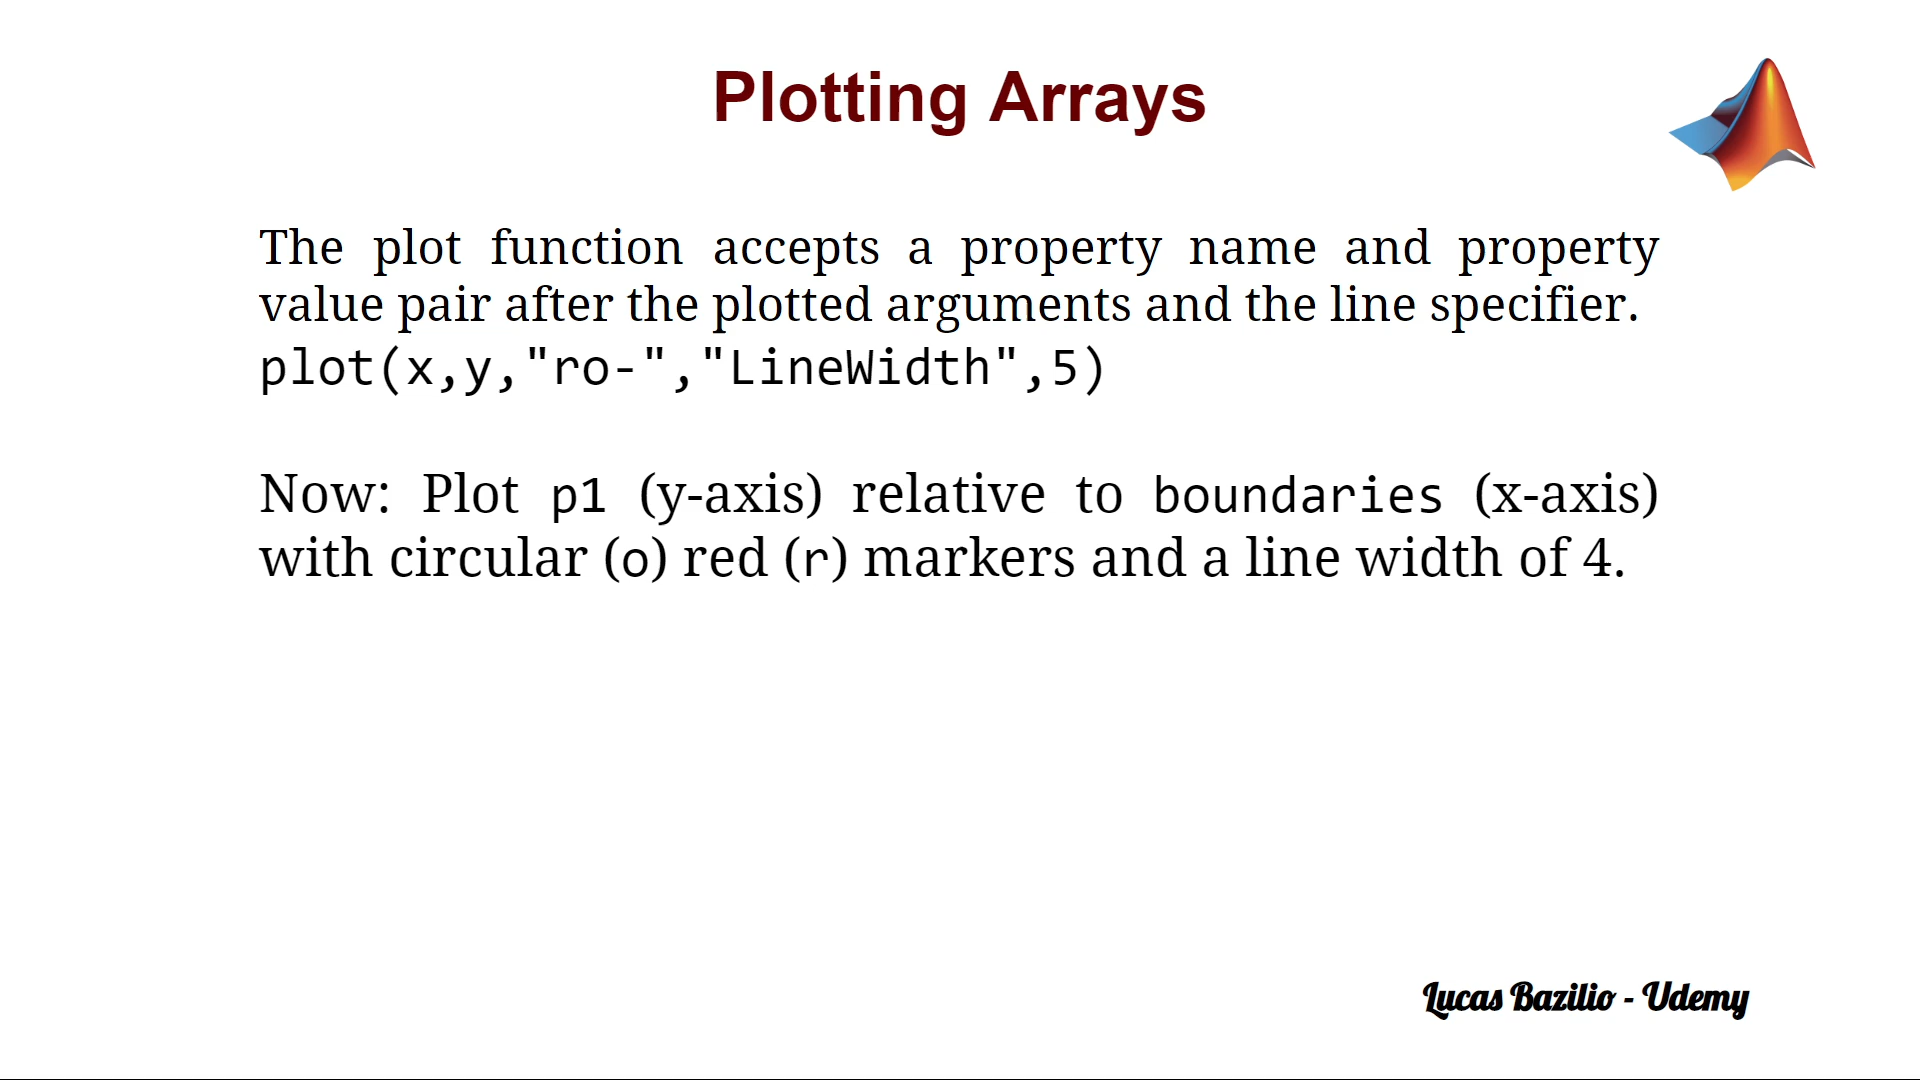 Plotting Arrays
The plot function accepts a property name and property
value pair after the plotted arguments and the line specifier.
plot(x,y,"ro-","LineWidth",5)
Now: Plot p1 (y-axis) relative to boundaries (x-axis)
with circular (o) red (r) markers and a line width of 4.
Lucas Bazilio - Udemy